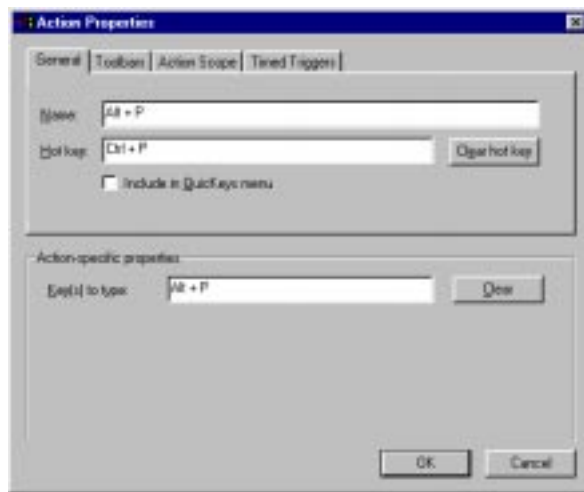 Action Properties
General Toolbars Action Scope Timed Triggers
Name: Alt + P
Hot key: Ctrl + P Clear hot key
Include in QuicKeys menu
Action-specific properties
Key(s) to type: Alt + P Clear
OK Cancel